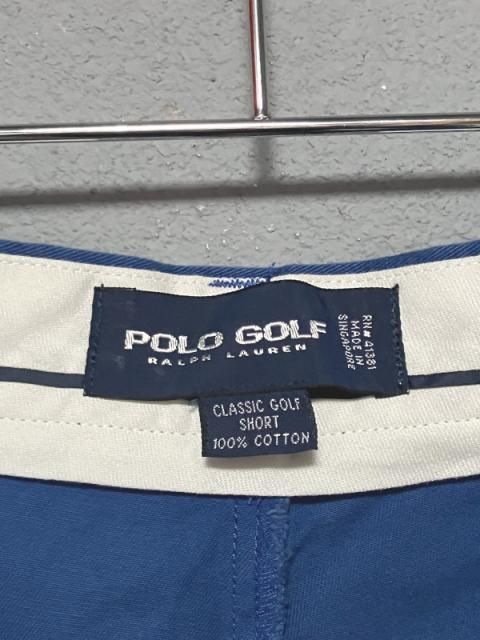 POLO GOLF
RALPH LAUREN
RN# 41381
MADE IN
SINGAPORE
CLASSIC GOLF
SHORT
100% COTTON